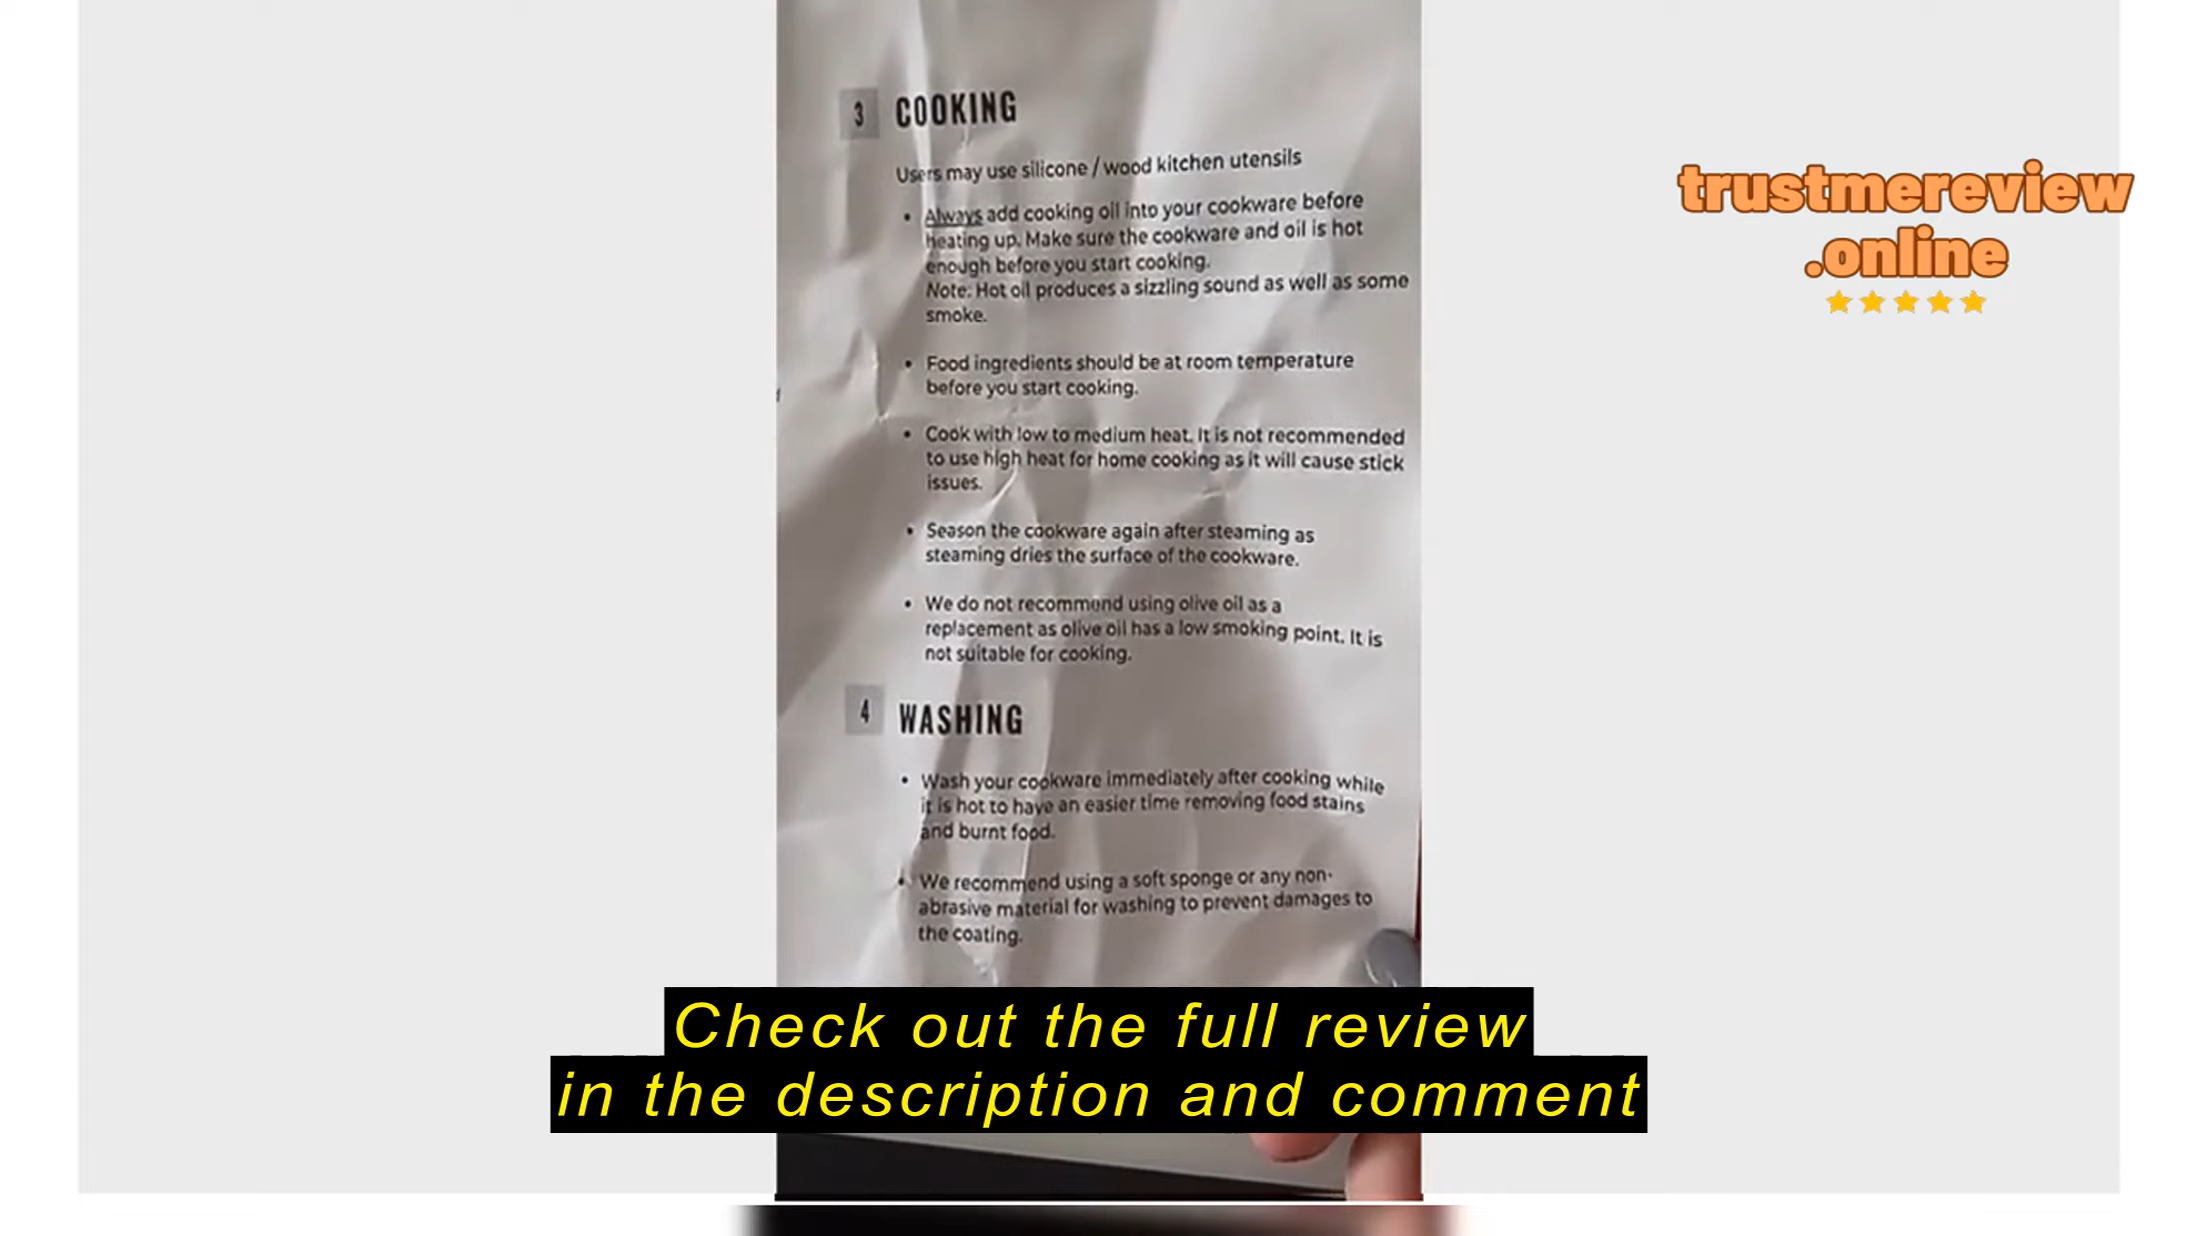 3 COOKING
Users may use silicone / wood kitchen utensils
• Always add cooking oil into your cookware before
heating up. Make sure the cookware and oil is hot
enough before you start cooking.
Note: Hot oil produces a sizzling sound as well as some
smoke.
• Food ingredients should be at room temperature
before you start cooking.
• Cook with low to medium heat. It is not recommended
to use high heat for home cooking as it will cause stick
issues.
• Season the cookware again after steaming as
steaming dries the surface of the cookware.
• We do not recommend using olive oil as a
replacement as olive oil has a low smoking point. It is
not suitable for cooking.
4 WASHING
• Wash your cookware immediately after cooking while
it is hot to have an easier time removing food stains
and burnt food.
• We recommend using a soft sponge or any non-
abrasive material for washing to prevent damages to
the coating.
trustmereview
.online
Check out the full review
in the description and comment